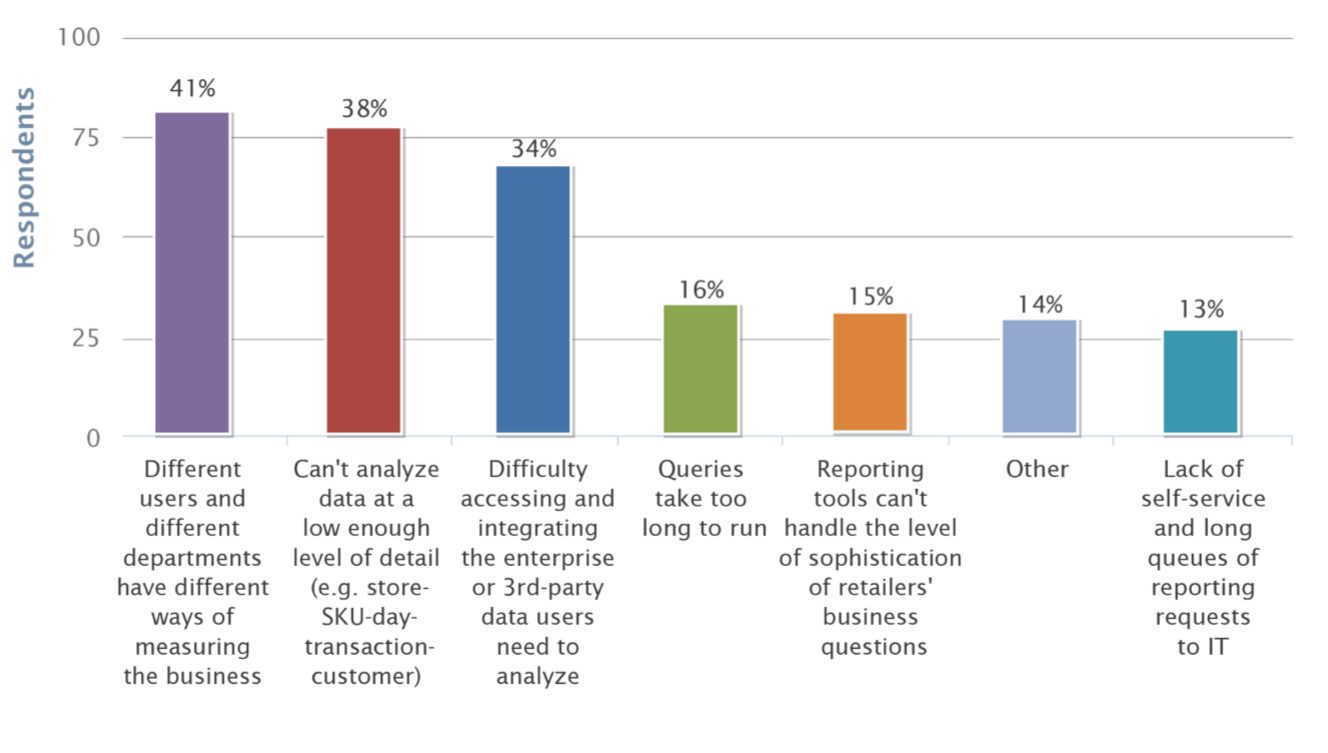 100
75
50
25
0
Respondents
41%
38%
34%
16%
15%
14%
13%
Different
users and
different
departments
have different
ways of
measuring
the business
Can't analyze
data at a
low enough
level of detail
(e.g. store-
SKU-day-
transaction-
customer)
Difficulty
accessing and
integrating
the enterprise
or 3rd-party
data users
need to
analyze
Queries
take too
long to run
Reporting
tools can't
handle the level
of sophistication
of retailers'
business
questions
Other
Lack of
self-service
and long
queues of
reporting
requests
to IT